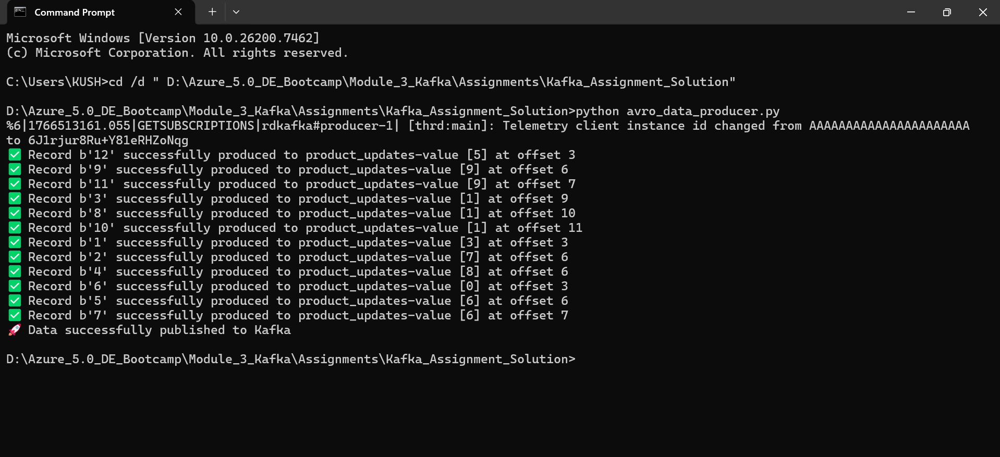 Command Prompt
Microsoft Windows [Version 10.0.26200.7462]
(c) Microsoft Corporation. All rights reserved.
C:\Users\KUSH>cd /d " D:\Azure_5.0_DE_Bootcamp\Module_3_Kafka\Assignments\Kafka_Assignment_Solution"
D:\Azure_5.0_DE_Bootcamp\Module_3_Kafka\Assignments\Kafka_Assignment_Solution>python avro_data_producer.py
%6|1766513161.055|GETSUBSCRIPTIONS|rdkafka#producer-1| [thrd:main]: Telemetry client instance id changed from AAAAAAAAAAAAAAAAAAAAAA
to 6J1rjur8Ru+Y81eRHZoNqg
✅ Record b'12' successfully produced to product_updates-value [5] at offset 3
✅ Record b'9' successfully produced to product_updates-value [9] at offset 6
✅ Record b'11' successfully produced to product_updates-value [9] at offset 7
✅ Record b'3' successfully produced to product_updates-value [1] at offset 9
✅ Record b'8' successfully produced to product_updates-value [1] at offset 10
✅ Record b'10' successfully produced to product_updates-value [1] at offset 11
✅ Record b'1' successfully produced to product_updates-value [3] at offset 3
✅ Record b'2' successfully produced to product_updates-value [7] at offset 6
✅ Record b'4' successfully produced to product_updates-value [8] at offset 6
✅ Record b'6' successfully produced to product_updates-value [0] at offset 3
✅ Record b'5' successfully produced to product_updates-value [6] at offset 6
✅ Record b'7' successfully produced to product_updates-value [6] at offset 7
🚀 Data successfully published to Kafka
D:\Azure_5.0_DE_Bootcamp\Module_3_Kafka\Assignments\Kafka_Assignment_Solution>